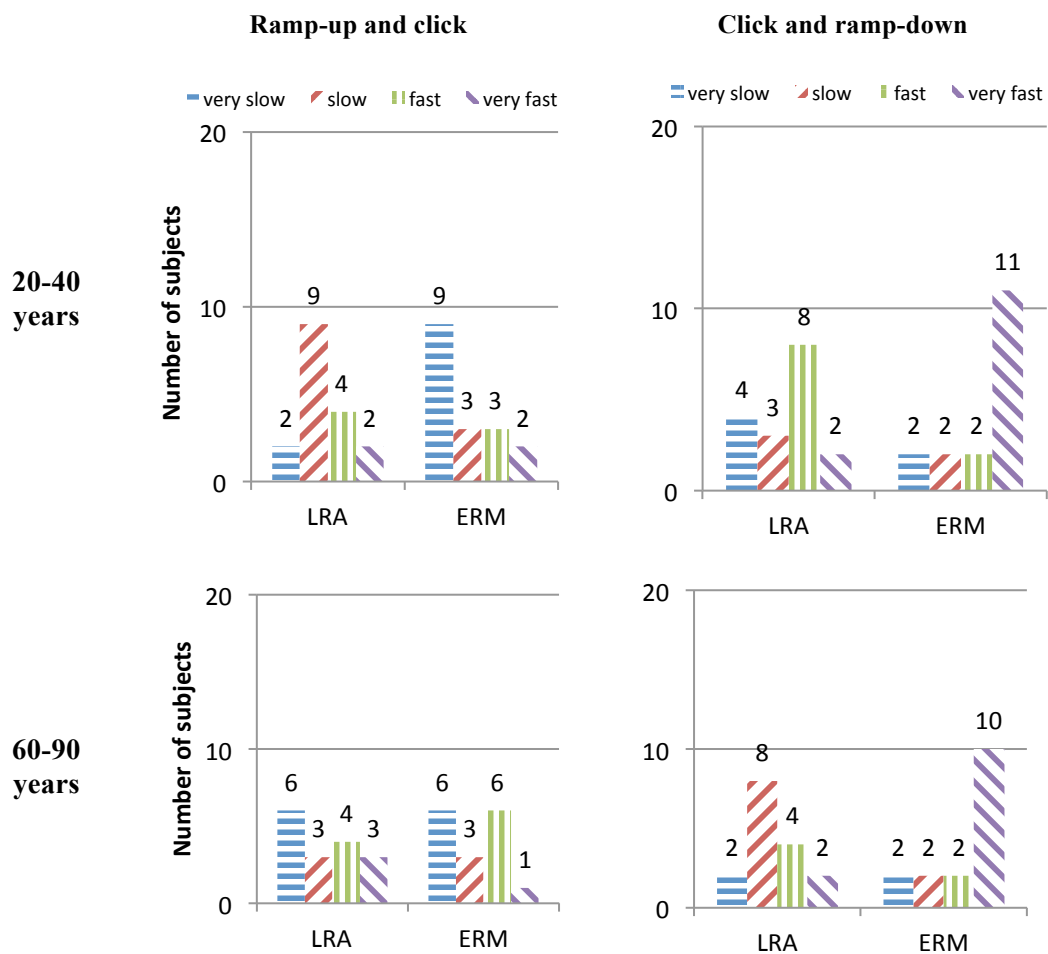 Ramp-up and click
Click and ramp-down
very slow slow fast very fast
very slow slow fast very fast
20-40
years
Number of subjects
20
10
0
2 9 4 2
9 3 3 2
LRA ERM
20
10
0
4 3 8 2
2 2 2 11
LRA ERM
60-90
years
Number of subjects
20
10
0
6 3 4 3
6 3 6 1
LRA ERM
20
10
0
2 8 4 2
2 2 2 10
LRA ERM